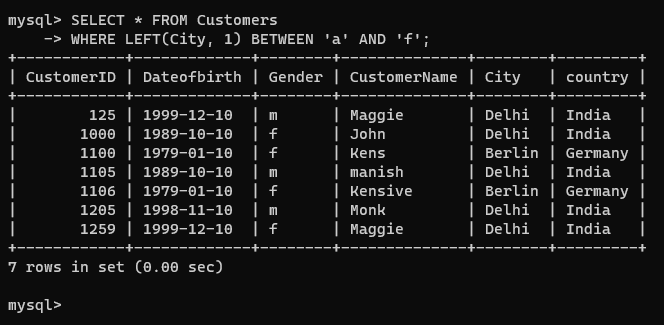 mysql> SELECT * FROM Customers
    -> WHERE LEFT(City, 1) BETWEEN 'a' AND 'f';
+------------+-------------+--------+--------------+--------+---------+
| CustomerID | Dateofbirth | Gender | CustomerName | City   | country |
+------------+-------------+--------+--------------+--------+---------+
|        125 | 1999-12-10  | m      | Maggie       | Delhi  | India   |
|       1000 | 1989-10-10  | f      | John         | Delhi  | India   |
|       1100 | 1979-01-10  | f      | Kens         | Berlin | Germany |
|       1105 | 1989-10-10  | m      | manish       | Delhi  | India   |
|       1106 | 1979-01-10  | f      | Kensive      | Berlin | Germany |
|       1205 | 1998-11-10  | m      | Monk         | Delhi  | India   |
|       1259 | 1999-12-10  | f      | Maggie       | Delhi  | India   |
+------------+-------------+--------+--------------+--------+---------+
7 rows in set (0.00 sec)
mysql>